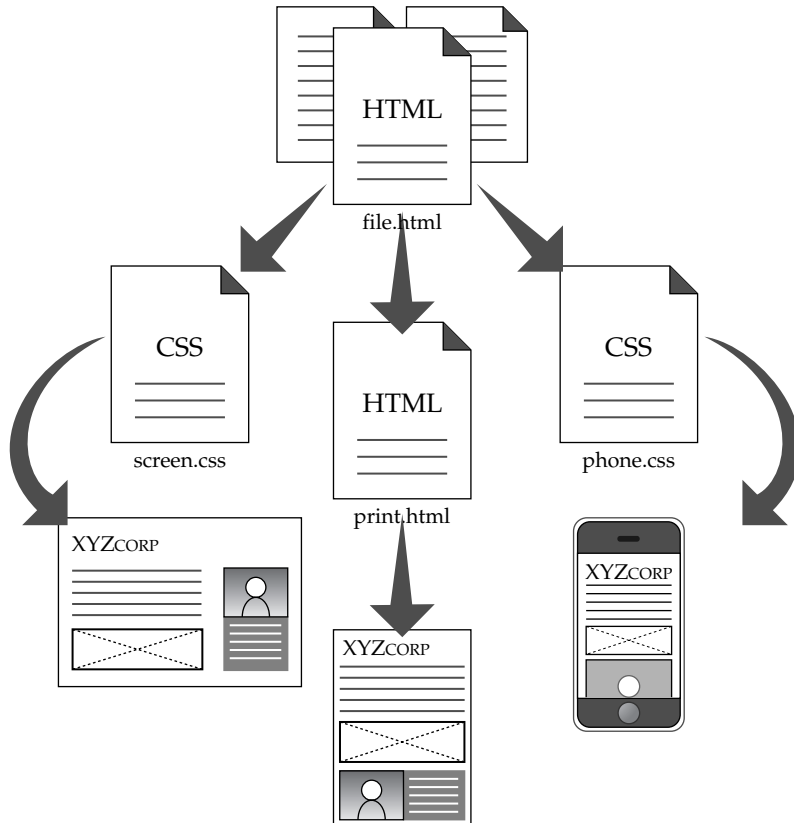 HTML
file.html
CSS
screen.css
HTML
print.html
CSS
phone.css
XYZCORP
XYZCORP
XYZCORP